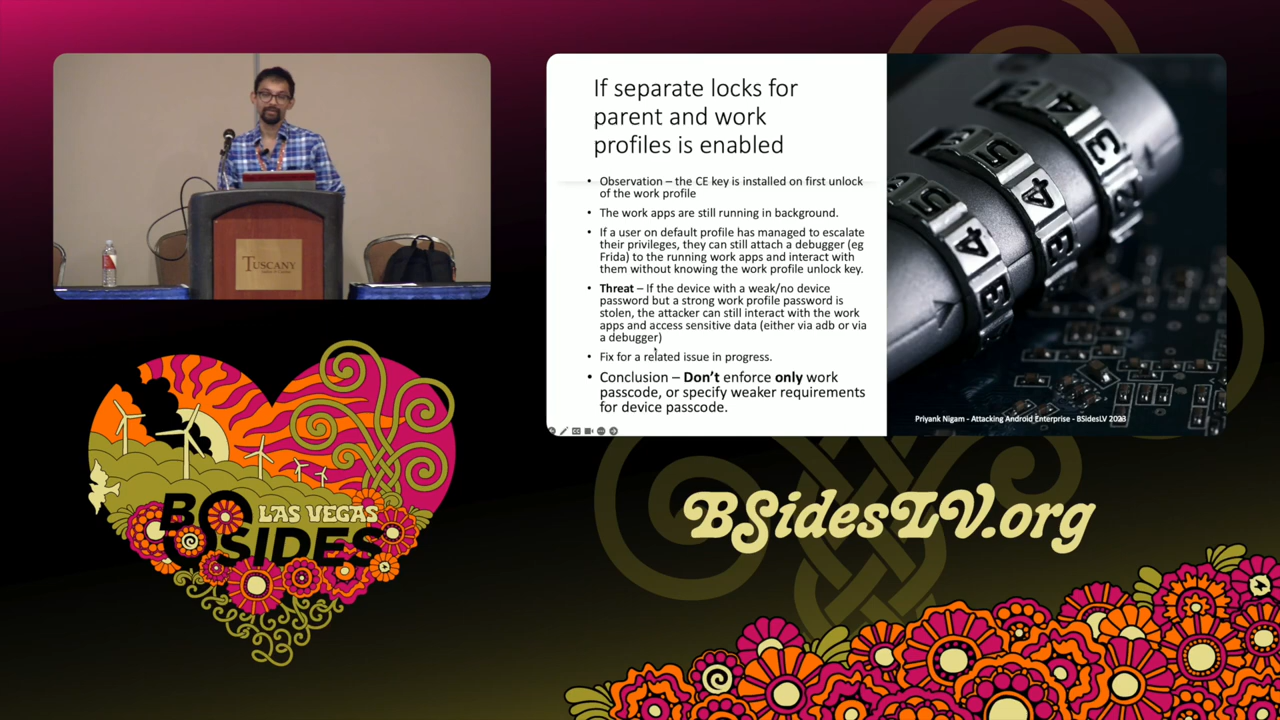 If separate locks for
parent and work
profiles is enabled
• Observation – the CE key is installed on first unlock
of the work profile
• The work apps are still running in background.
• If a user on default profile has managed to escalate
their privileges, they can still attach a debugger (eg
Frida) to the running work apps and interact with
them without knowing the work profile unlock key.
• Threat – If the device with a weak/no device
password but a strong work profile password is
stolen, the attacker can still interact with the work
apps and access sensitive data (either via adb or via
a debugger)
• Fix for a related issue in progress.
• Conclusion – Don't enforce only work
passcode, or specify weaker requirements
for device passcode.
Priyank Nigam - Attacking Android Enterprise - BSidesLV 2023
TUSCANY
LAS VEGAS
BSIDES
23
BSidesLV.org